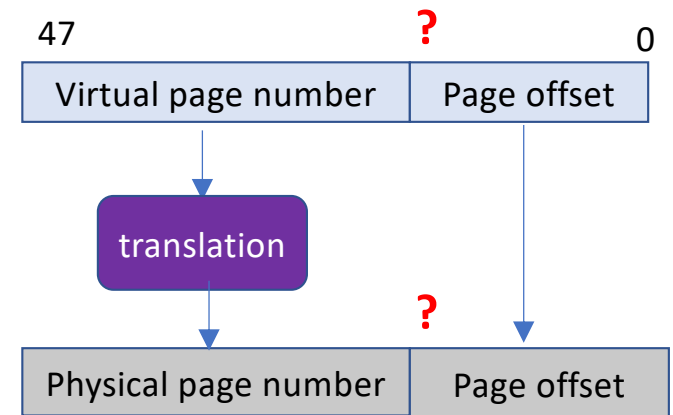 47 ? 0
Virtual page number Page offset
translation
?
Physical page number Page offset